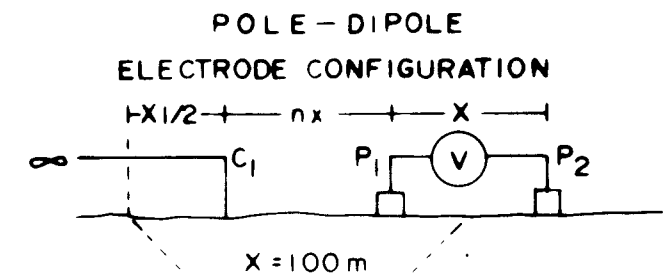 POLE-DIPOLE
ELECTRODE CONFIGURATION
X1/2 nx X
∞ C1 P1 V P2
X = 100 m